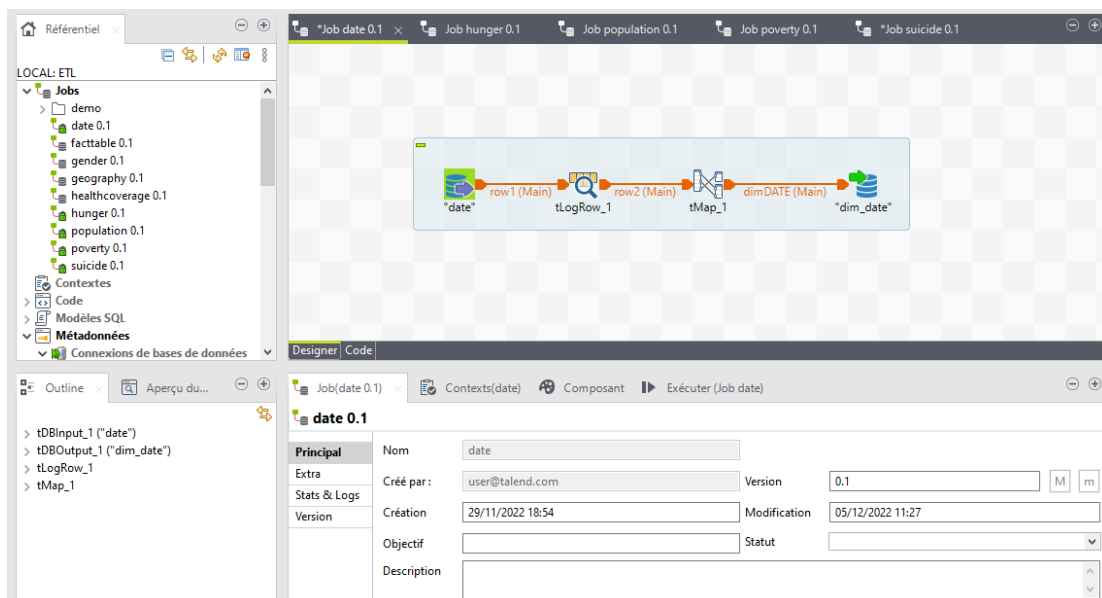 Référentiel
LOCAL: ETL
Jobs
demo
date 0.1
facttable 0.1
gender 0.1
geography 0.1
healthcoverage 0.1
hunger 0.1
population 0.1
poverty 0.1
suicide 0.1
Contextes
Code
Modèles SQL
Métadonnées
Connexions de bases de données
*Job date 0.1
Job hunger 0.1
Job population 0.1
Job poverty 0.1
*Job suicide 0.1
row1 (Main)
row2 (Main)
dimDATE (Main)
"date"
tLogRow_1
tMap_1
"dim_date"
Designer
Code
Outline
Aperçu du...
tDBInput_1 ("date")
tDBOutput_1 ("dim_date")
tLogRow_1
tMap_1
Job(date 0.1)
Contexts(date)
Composant
Exécuter (Job date)
date 0.1
Principal
Extra
Stats & Logs
Version
Nom
date
Créé par :
user@talend.com
Version
0.1
M
m
Création
29/11/2022 18:54
Modification
05/12/2022 11:27
Objectif
Statut
Description